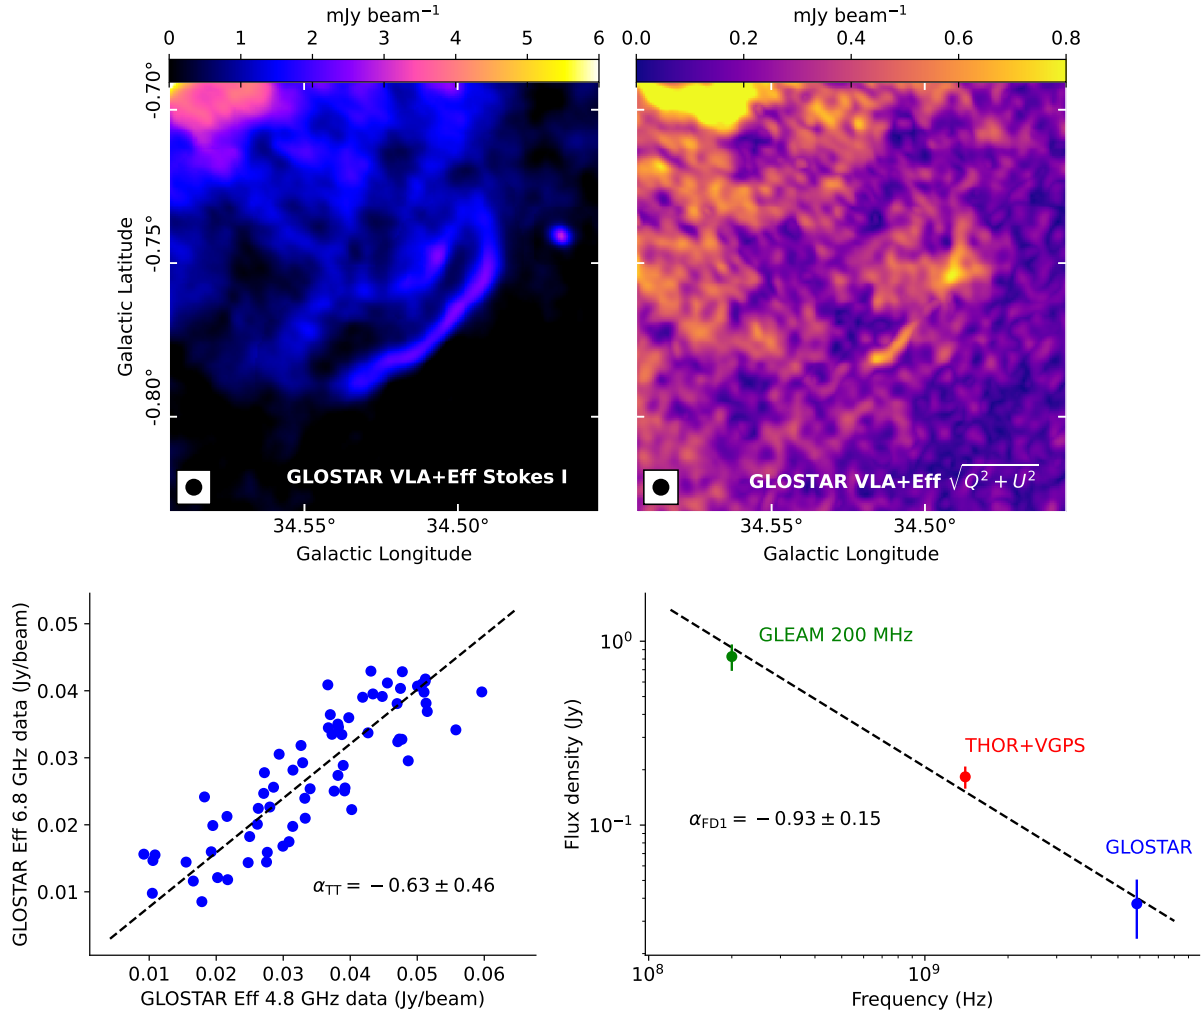 mJy beam⁻¹
0 1 2 3 4 5 6
mJy beam⁻¹
0.0 0.2 0.4 0.6 0.8
-0.70°
-0.75°
-0.80°
Galactic Latitude
GLOSTAR VLA+Eff Stokes I
34.55° 34.50°
Galactic Longitude
GLOSTAR VLA+Eff √Q² + U²
34.55° 34.50°
Galactic Longitude
GLOSTAR Eff 6.8 GHz data (Jy/beam)
0.05
0.04
0.03
0.02
0.01
α_TT = −0.63 ± 0.46
0.01 0.02 0.03 0.04 0.05 0.06
GLOSTAR Eff 4.8 GHz data (Jy/beam)
Flux density (Jy)
10⁰
10⁻¹
GLEAM 200 MHz
THOR+VGPS
α_FD1 = −0.93 ± 0.15
GLOSTAR
10⁸ 10⁹
Frequency (Hz)